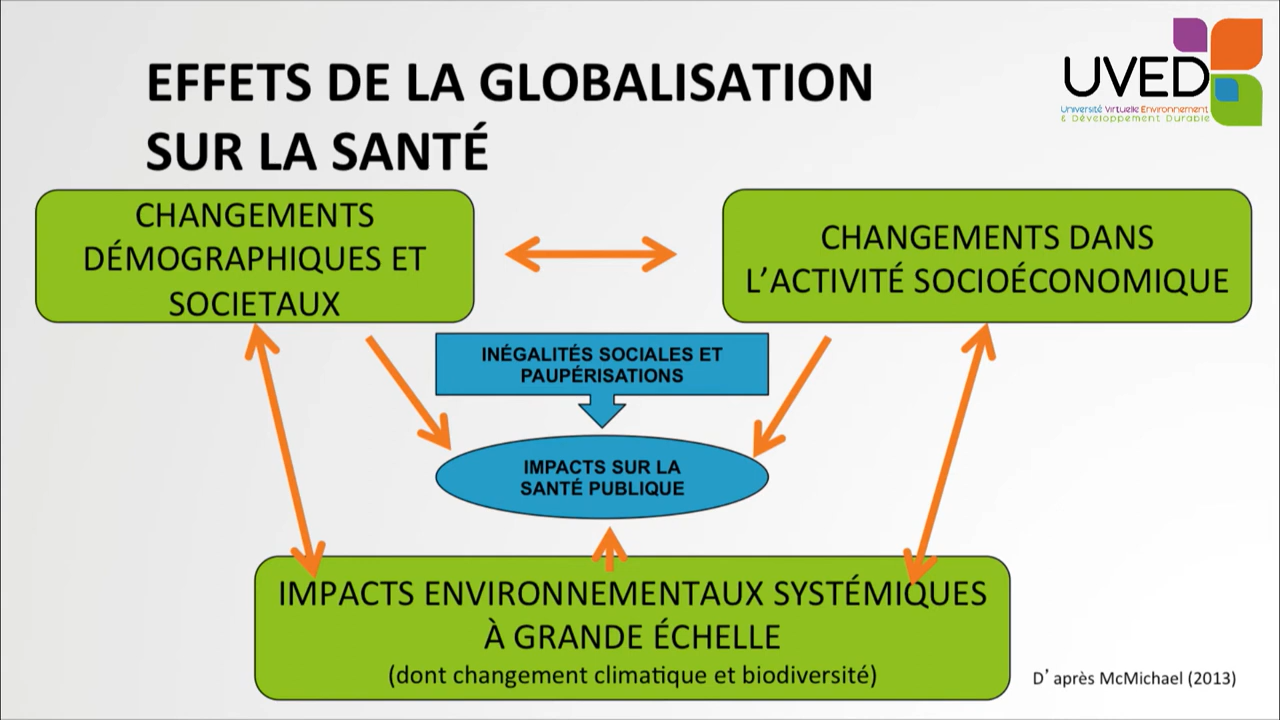 EFFETS DE LA GLOBALISATION
SUR LA SANTÉ
UVED
Université Virtuelle Environnement
& Développement Durable
CHANGEMENTS
DÉMOGRAPHIQUES ET
SOCIETAUX
CHANGEMENTS DANS
L’ACTIVITÉ SOCIOÉCONOMIQUE
INÉGALITÉS SOCIALES ET
PAUPÉRISATIONS
IMPACTS SUR LA
SANTÉ PUBLIQUE
IMPACTS ENVIRONNEMENTAUX SYSTÉMIQUES
À GRANDE ÉCHELLE
(dont changement climatique et biodiversité)
D’après McMichael (2013)